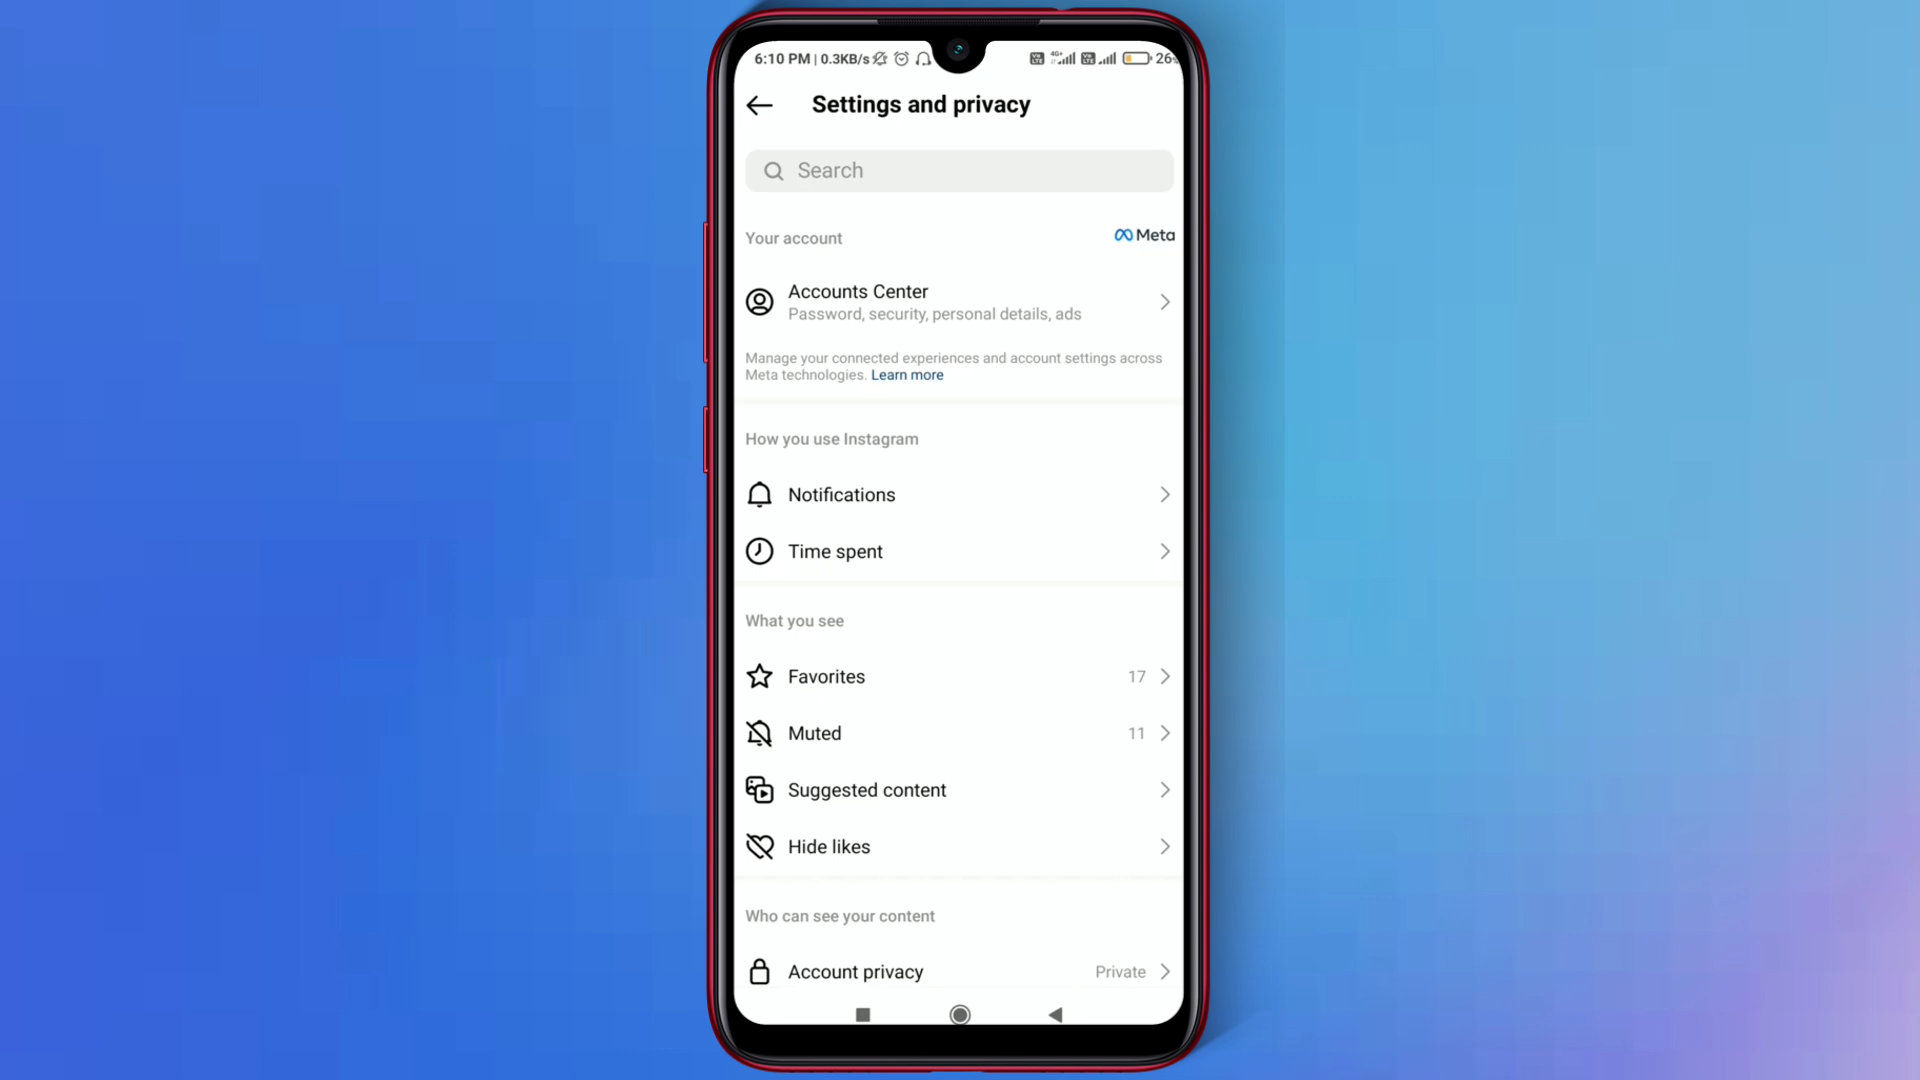 6:10 PM | 0.3KB/s 4G+ 26%
Settings and privacy
Search
Your account
Meta
Accounts Center
Password, security, personal details, ads
Manage your connected experiences and account settings across
Meta technologies. Learn more
How you use Instagram
Notifications
Time spent
What you see
Favorites 17
Muted 11
Suggested content
Hide likes
Who can see your content
Account privacy Private